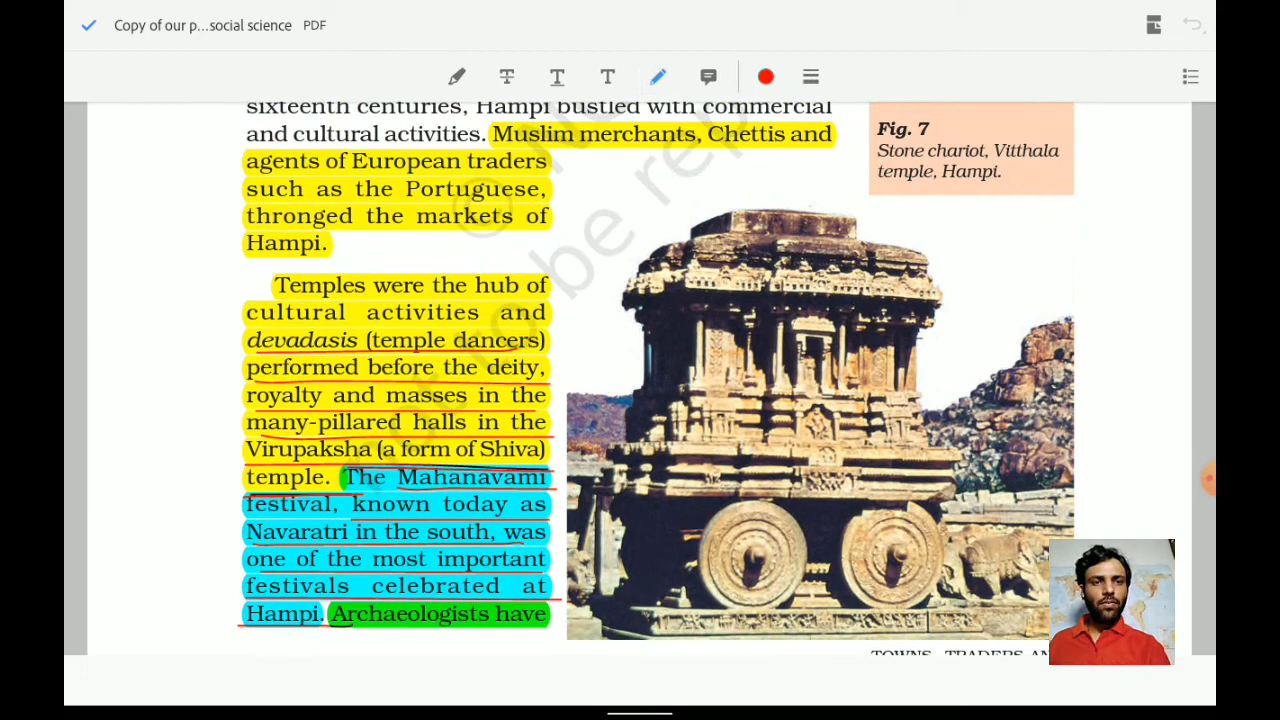 Copy of our p...social science PDF
sixteenth centuries, Hampi bustled with commercial
and cultural activities. Muslim merchants, Chettis and
agents of European traders
such as the Portuguese,
thronged the markets of
Hampi.
Temples were the hub of
cultural activities and
devadasis (temple dancers)
performed before the deity,
royalty and masses in the
many-pillared halls in the
Virupaksha (a form of Shiva)
temple. The Mahanavami
festival, known today as
Navaratri in the south, was
one of the most important
festivals celebrated at
Hampi. Archaeologists have
Fig. 7
Stone chariot, Vitthala
temple, Hampi.
TOWNS, TRADERS AN
not to be rep